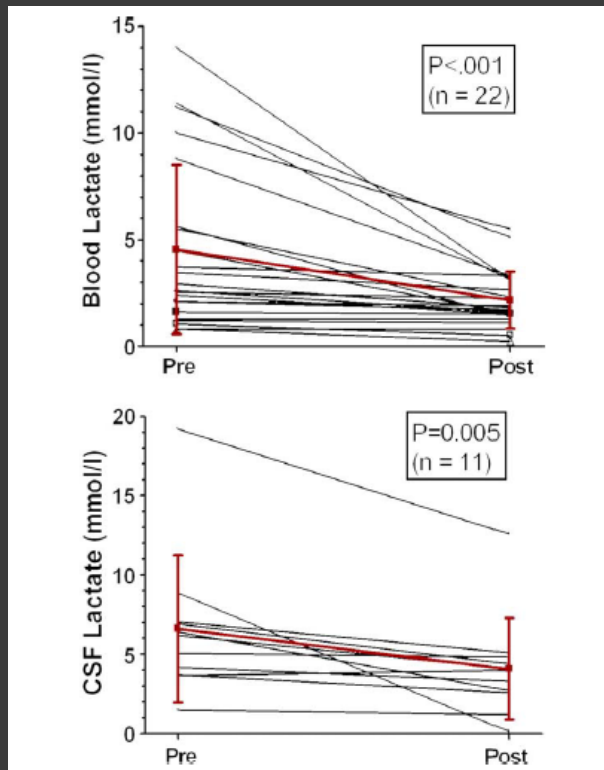 15
P<.001
(n = 22)
10
Blood Lactate (mmol/l)
5
0
Pre
Post
20
P=0.005
(n = 11)
15
10
CSF Lactate (mmol/l)
5
0
Pre
Post